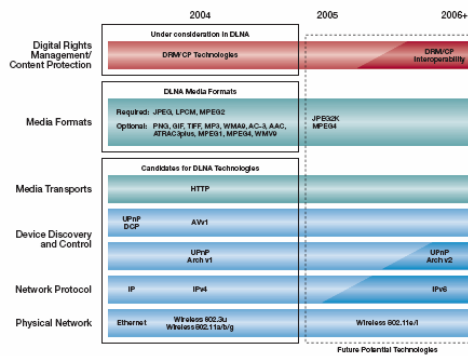 2004
2005
2006+
Under consideration in DLNA
Digital Rights
Management/
Content Protection
DRM/CP Technologies
DRM/CP
Interoperability
DLNA Media Formats
Media Formats
Required: JPEG, LPCM, MPEG2
Optional: PNG, GIF, TIFF, MP3, WMA9, AC-3, AAC,
ATRAC3plus, MPEG1, MPEG4, WMV9
JPEG2K
MPEG4
Candidates for DLNA Technologies
Media Transports
HTTP
Device Discovery
and Control
UPnP
DCP
AVv1
UPnP
Arch v1
UPnP
Arch v2
Network Protocol
IP
IPv4
IPv6
Physical Network
Ethernet
Wireless 802.3u
Wireless 802.11a/b/g
Wireless 802.11e/i
Future Potential Technologies